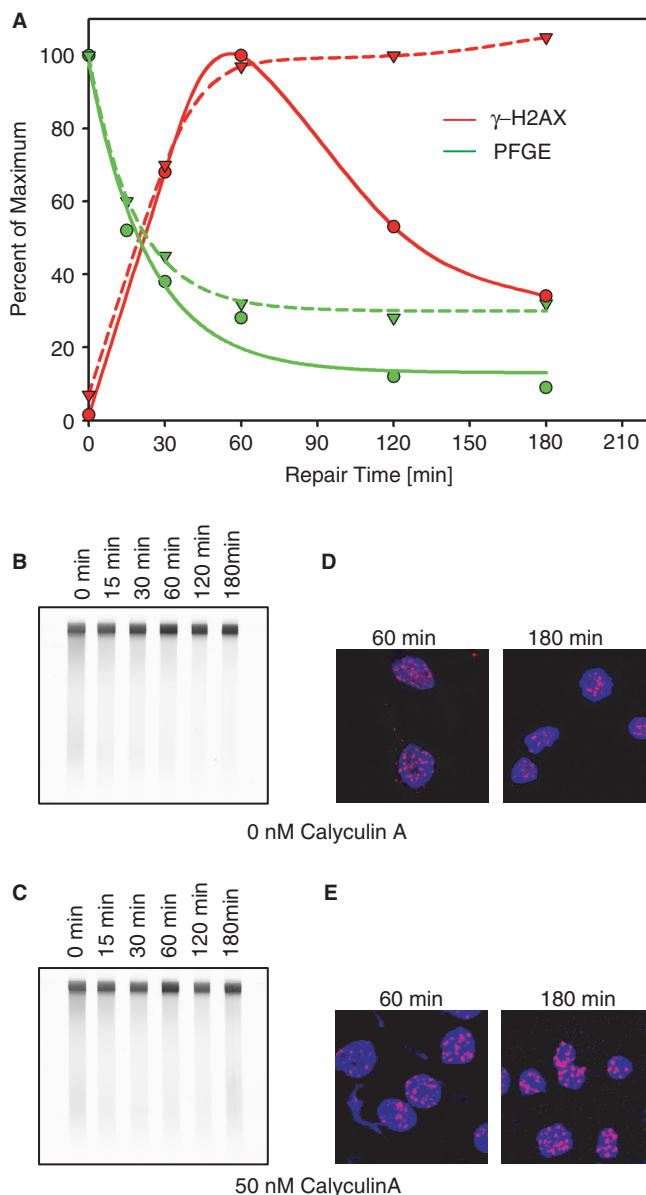 A
100
80
60
40
20
0
Percent of Maximum
γ–H2AX
PFGE
0 30 60 90 120 150 180 210
Repair Time [min]
B
0 min
15 min
30 min
60 min
120 min
180min
D
60 min
180 min
0 nM Calyculin A
C
0 min
15 min
30 min
60 min
120 min
180min
E
60 min
180 min
50 nM CalyculinA